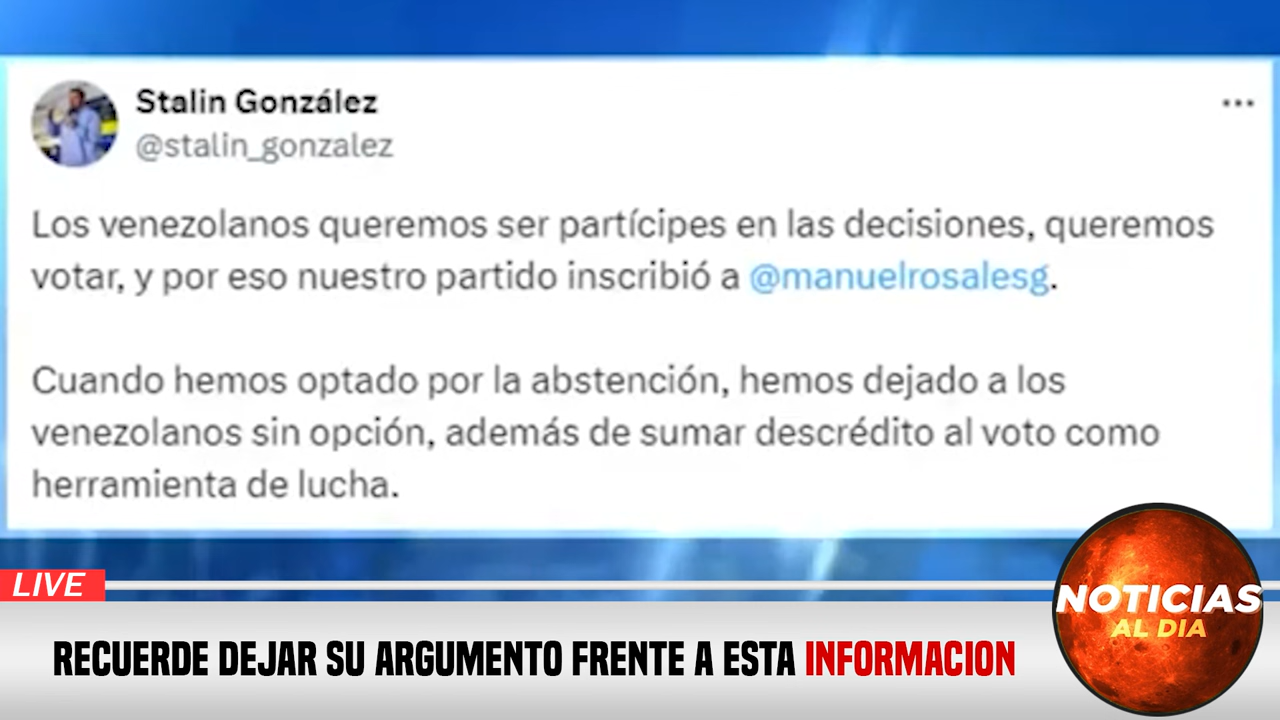 Stalin González
@stalin_gonzalez
Los venezolanos queremos ser partícipes en las decisiones, queremos
votar, y por eso nuestro partido inscribió a @manuelrosalesg.
Cuando hemos optado por la abstención, hemos dejado a los
venezolanos sin opción, además de sumar descrédito al voto como
herramienta de lucha.
LIVE
NOTICIAS
AL DIA
RECUERDE DEJAR SU ARGUMENTO FRENTE A ESTA INFORMACION